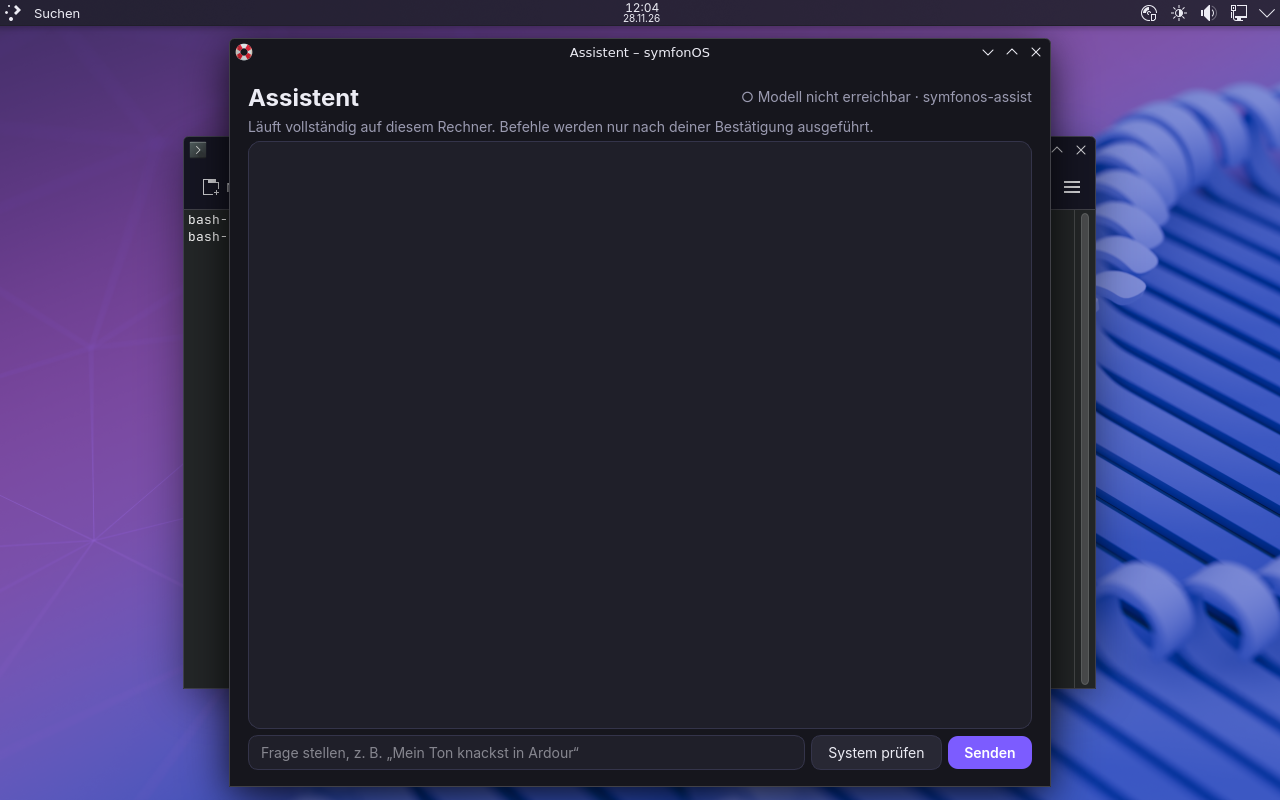 Suchen
12:04
28.11.26
Assistent – symfonOS
Assistent
Modell nicht erreichbar · symfonos-assist
Läuft vollständig auf diesem Rechner. Befehle werden nur nach deiner Bestätigung ausgeführt.
bash-
bash-
Frage stellen, z. B. „Mein Ton knackst in Ardour“
System prüfen
Senden